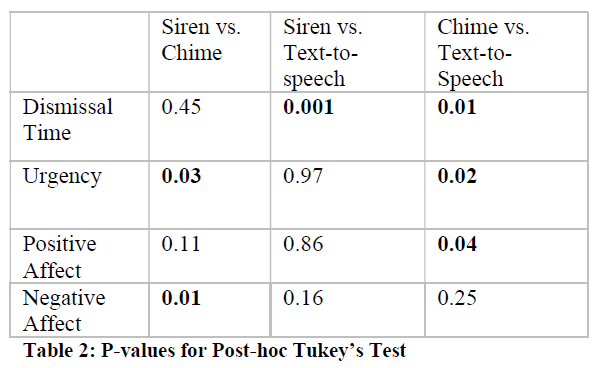 Siren vs. Chime
Siren vs. Text-to-speech
Chime vs. Text-to-Speech
Dismissal Time
0.45
0.001
0.01
Urgency
0.03
0.97
0.02
Positive Affect
0.11
0.86
0.04
Negative Affect
0.01
0.16
0.25
Table 2: P-values for Post-hoc Tukey's Test